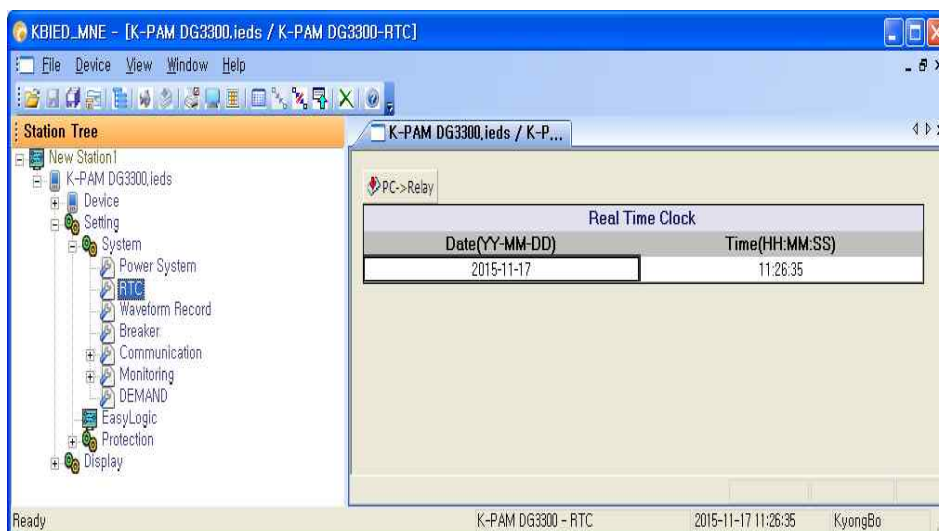 KBIED_MNE - [K-PAM DG3300.ieds / K-PAM DG3300-RTC]
File Device View Window Help
Station Tree
K-PAM DG3300.ieds / K-P...
New Station1
K-PAM DG3300.ieds
Device
Setting
System
Power System
RTC
Waveform Record
Breaker
Communication
Monitoring
DEMAND
EasyLogic
Protection
Display
PC->Relay
Real Time Clock
Date(YY-MM-DD) Time(HH:MM:SS)
2015-11-17 11:26:35
Ready K-PAM DG3300 - RTC 2015-11-17 11:26:35 KyongBo